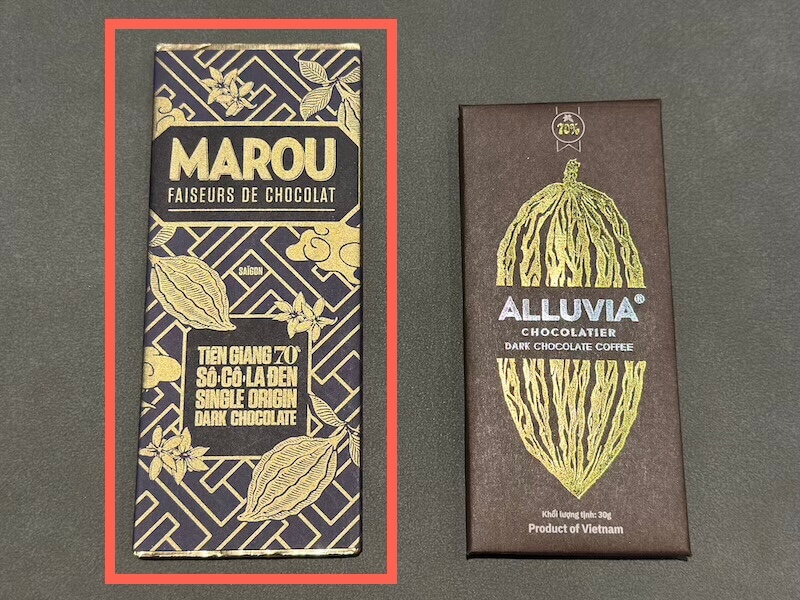 MAROU
FAISEURS DE CHOCOLAT
SAIGON
TIEN GIANG 70%
SÔ·CÔ·LA ĐEN
SINGLE ORIGIN
DARK CHOCOLATE
70%
ALLUVIA®
CHOCOLATIER
DARK CHOCOLATE COFFEE
Khối lượng tịnh: 30g
Product of Vietnam